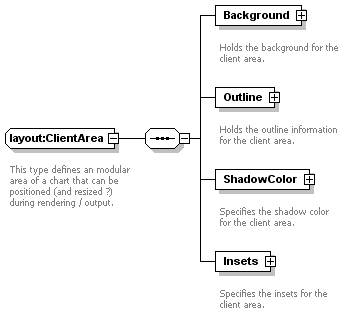 Background
Holds the background for the
client area.
Outline
Holds the outline information
for the client area.
layout:ClientArea
This type defines an modular
area of a chart that can be
positioned (and resized ?)
during rendering / output.
ShadowColor
Specifies the shadow color
for the client area.
Insets
Specifies the insets for the
client area.